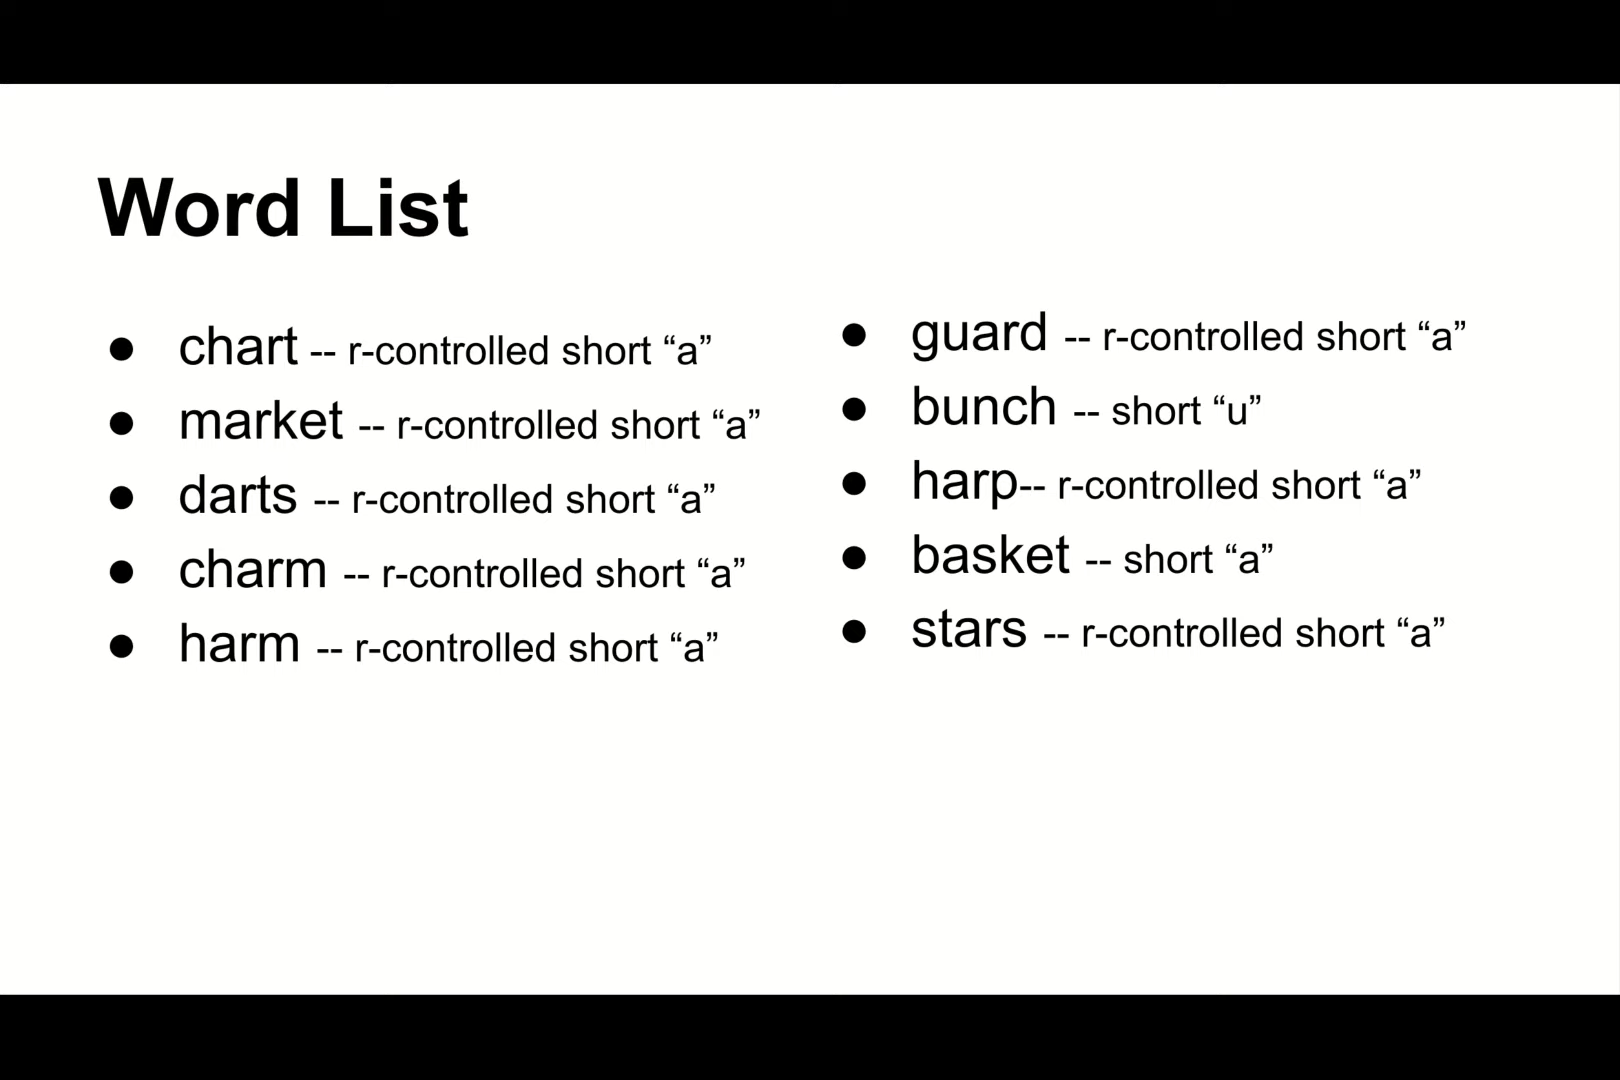 Word List
● chart -- r-controlled short “a”
● market -- r-controlled short “a”
● darts -- r-controlled short “a”
● charm -- r-controlled short “a”
● harm -- r-controlled short “a”
● guard -- r-controlled short “a”
● bunch -- short “u”
● harp-- r-controlled short “a”
● basket -- short “a”
● stars -- r-controlled short “a”